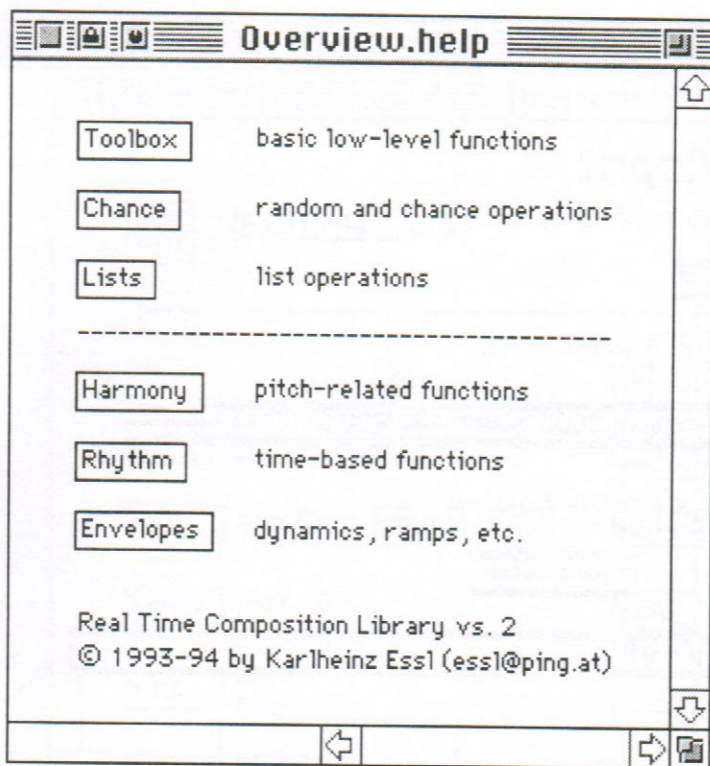 Overview.help
Toolbox basic low-level functions
Chance random and chance operations
Lists list operations
-------------------------------------
Harmony pitch-related functions
Rhythm time-based functions
Envelopes dynamics, ramps, etc.
Real Time Composition Library vs. 2
© 1993-94 by Karlheinz Essl (essl@ping.at)